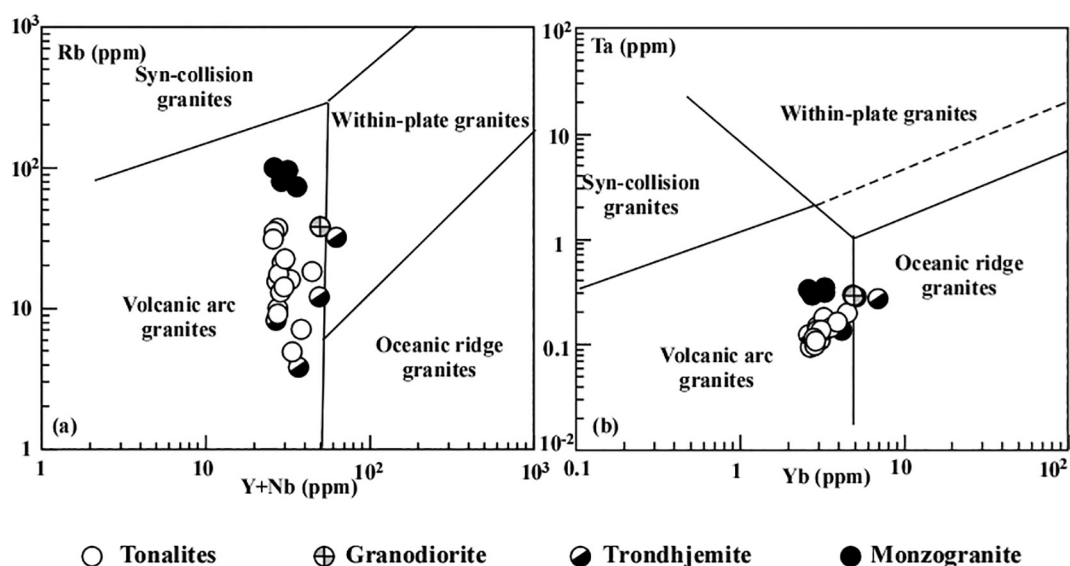 10³
Rb (ppm)
Syn-collision
granites
Within-plate granites
10²
Volcanic arc
granites
10
Oceanic ridge
granites
(a)
1
1
10
10²
10³
Y+Nb (ppm)
10²
Ta (ppm)
Within-plate granites
10
Syn-collision
granites
1
Oceanic ridge
granites
0.1
Volcanic arc
granites
(b)
10⁻²
0.1
1
10
10²
Yb (ppm)
Tonalites
Granodiorite
Trondhjemite
Monzogranite